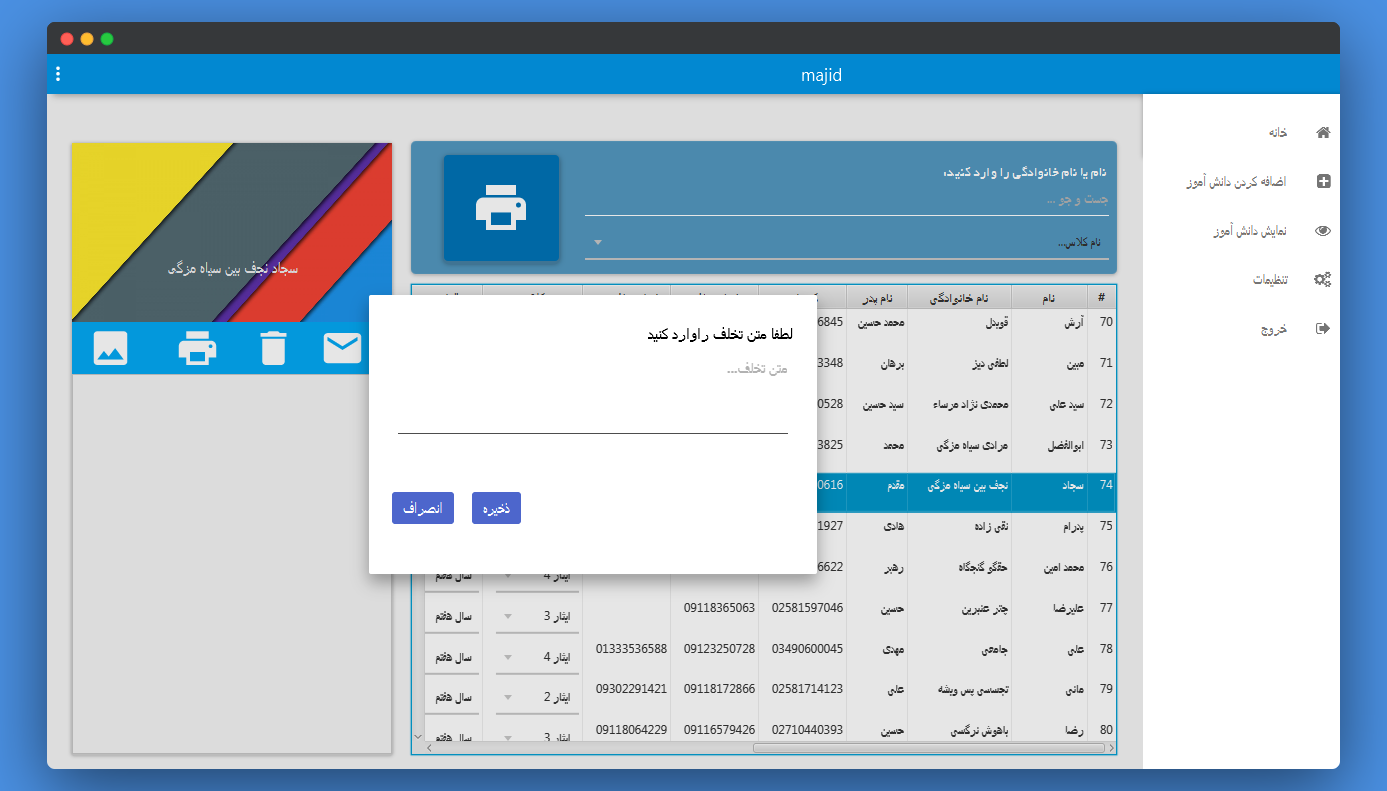 majid
خانه
اضافه کردن دانش آموز
نمایش دانش آموز
تنظیمات
خروج
نام یا نام خانوادگی را وارد کنید،
جست و جو ...
نام کلاس...
سجاد نجف بین سیاه مزگی
لطفا متن تخلف راوارد کنید
متن تخلف...
ذخیره انصراف
# نام نام خانوادگی نام پدر
70 آرش قویدل محمد حسین 6845
71 مبین لطفی دیز برهان 3348
72 سید علی محمدی نژاد مرساء سید حسین 0528
73 ابوالفضل مرادی سیاه مزگی محمد 3825
74 سجاد نجف بین سیاه مزگی مقدم 0616
75 پدرام نقی زاده هادی 1927
76 محمد امین حقگو گنجگاه رهبر 6622 ایثار 4 سال هفتم
77 علیرضا چتر عنبرین حسین 02581597046 09118365063 ایثار 3 سال هفتم
78 علی جامعی مهدی 03490600045 09123250728 01333536588 ایثار 4 سال هفتم
79 مانی تجسسی پس ویشه علی 02581714123 09118172866 09302291421 ایثار 2 سال هفتم
80 رضا باهوش نرگسی حسین 02710440393 09116579426 09118064229 ایثار 3 سال هفتم